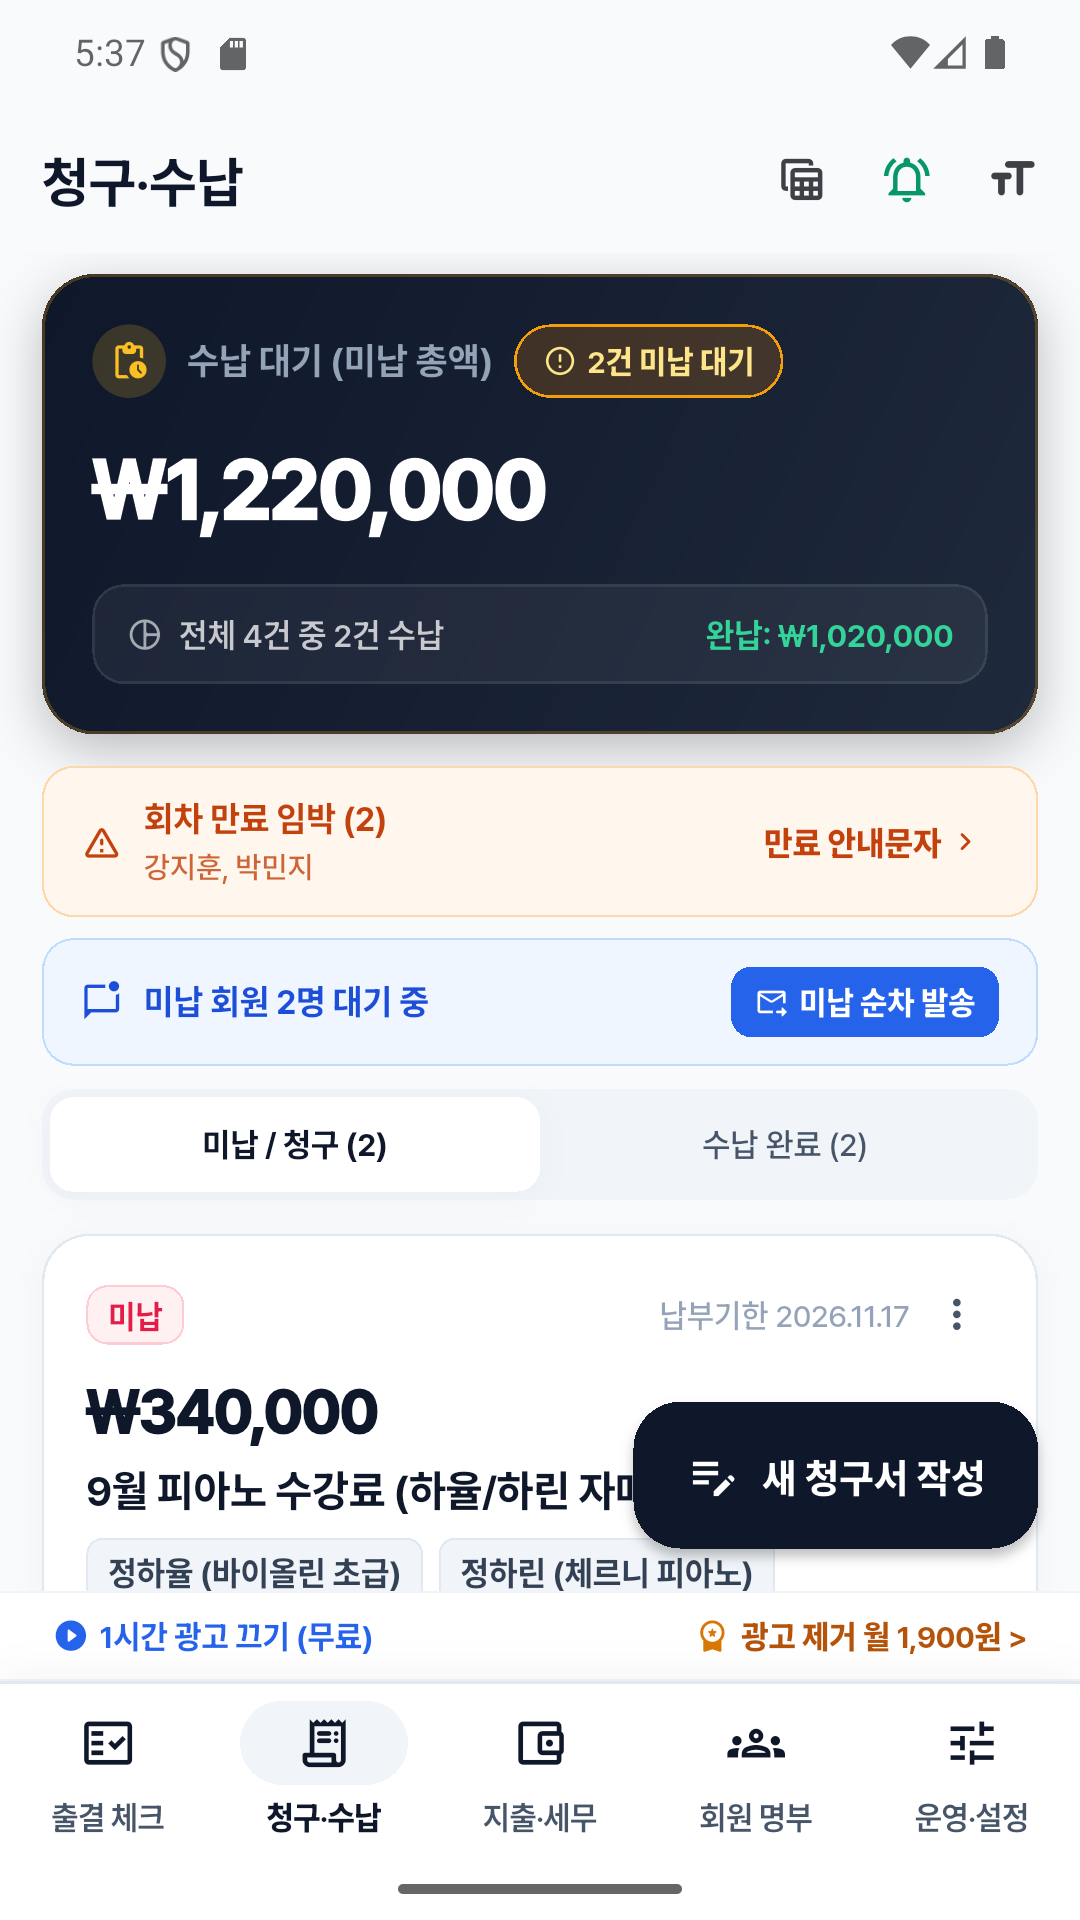 5:37
청구·수납
수납 대기 (미납 총액)
2건 미납 대기
₩1,220,000
전체 4건 중 2건 수납
완납: ₩1,020,000
회차 만료 임박 (2)
강지훈, 박민지
만료 안내문자
미납 회원 2명 대기 중
미납 순차 발송
미납 / 청구 (2)
수납 완료 (2)
미납
납부기한 2026.11.17
₩340,000
9월 피아노 수강료 (하율/하린
새 청구서 작성
정하율 (바이올린 초급)
정하린 (체르니 피아노)
1시간 광고 끄기 (무료)
광고 제거 월 1,900원 >
출결 체크
청구·수납
지출·세무
회원 명부
운영·설정